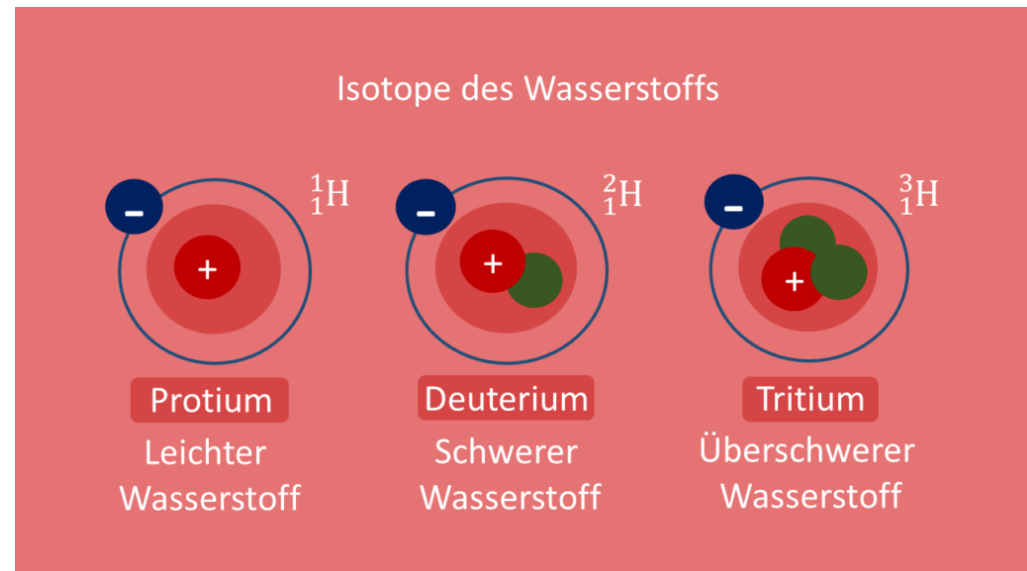 Isotope des Wasserstoffs
- ¹₁H - ²₁H - ³₁H
+ + +
Protium Deuterium Tritium
Leichter Schwerer Überschwerer
Wasserstoff Wasserstoff Wasserstoff